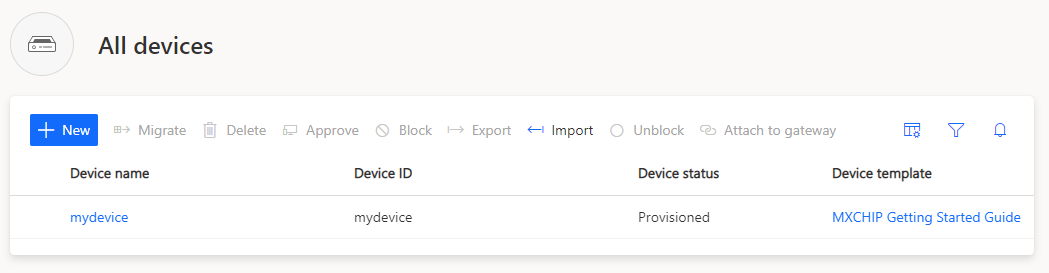 All devices
New Migrate Delete Approve Block Export Import Unblock Attach to gateway
Device name Device ID Device status Device template
mydevice mydevice Provisioned MXCHIP Getting Started Guide